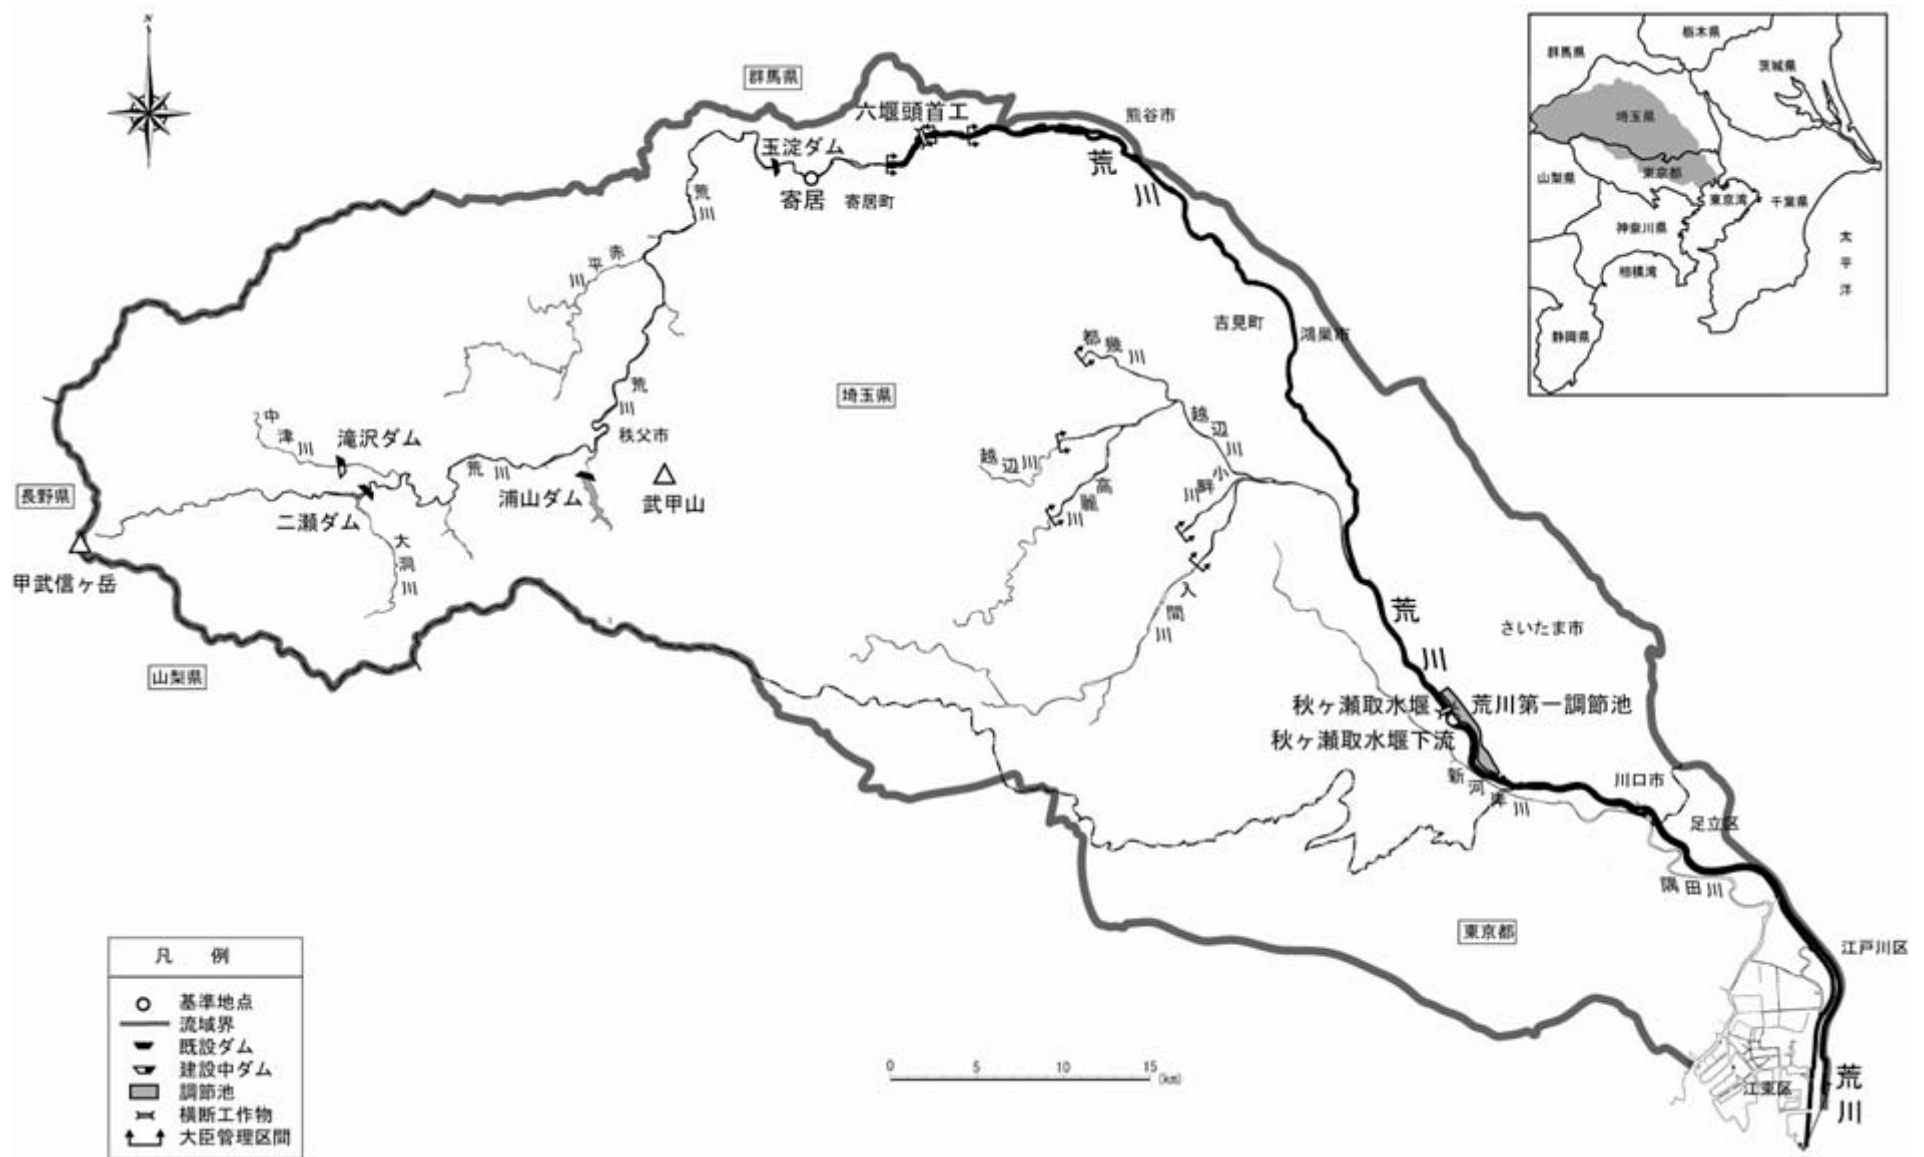 N
群馬県
六堰頭首工
熊谷市
玉淀ダム
寄居
寄居町
荒川
荒川
赤平川
吉見町
鴻巣市
都幾川
埼玉県
荒川
越辺川
中津川
滝沢ダム
秩父市
越辺川
荒川
高麗川
小畔川
長野県
浦山ダム
武甲山
二瀬ダム
大洞川
甲武信ヶ岳
入間川
荒川
さいたま市
山梨県
秋ヶ瀬取水堰
荒川第一調節池
秋ヶ瀬取水堰下流
新河岸川
川口市
足立区
隅田川
東京都
江戸川区
江東区
荒川
栃木県
群馬県
茨城県
埼玉県
山梨県
東京都
東京湾
千葉県
神奈川県
太平洋
相模湾
静岡県
凡 例
基準地点
流域界
既設ダム
建設中ダム
調節池
横断工作物
大臣管理区間
0 5 10 15 (km)